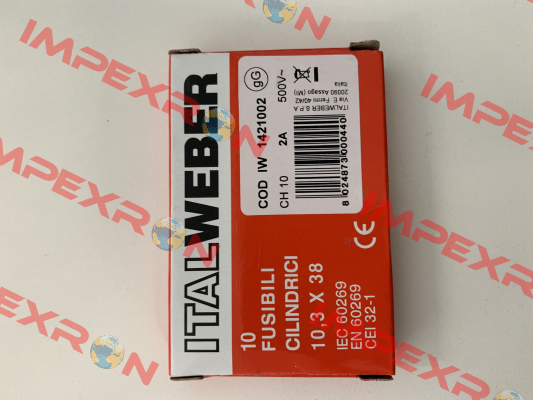 ITALWEBER
10
FUSIBILI
CILINDRICI
10,3 X 38
IEC 60269
EN 60269
CEI 32-1
CE
COD IW 1421002
gG
CH 10 2A 500V~
8 024873 000440
ITALWEBER S.P.A
Via E. Fermi 40/42
20090 Assago (MI)
Italia
IMPEXRON
IMPEXRON
IMPEXRON
IMPEXRON